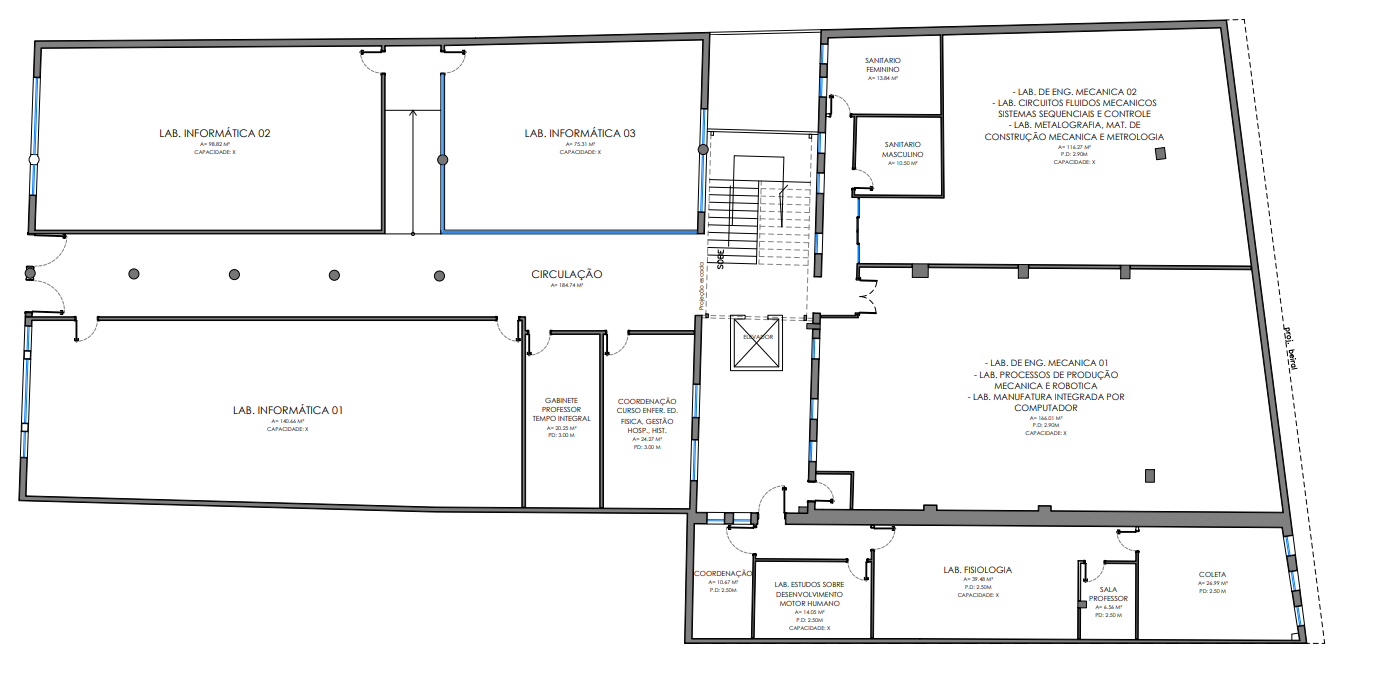 LAB. INFORMÁTICA 02
A= 98.82 M²
CAPACIDADE: X
LAB. INFORMÁTICA 03
A= 75.31 M²
CAPACIDADE: X
SANITARIO
FEMININO
A= 13.84 M²
SANITARIO
MASCULINO
A= 10.50 M²
- LAB. DE ENG. MECANICA 02
- LAB. CIRCUITOS FLUIDOS MECANICOS
SISTEMAS SEQUENCIAIS E CONTROLE
- LAB. METALOGRAFIA, MAT. DE
CONSTRUÇÃO MECANICA E METROLOGIA
A= 116.27 M²
P.D: 2.90M
CAPACIDADE: X
SOBE
Projeção escada
CIRCULAÇÃO
A= 184.74 M²
ELEVADOR
LAB. INFORMÁTICA 01
A= 140.66 M²
CAPACIDADE: X
GABINETE
PROFESSOR
TEMPO INTEGRAL
A= 20.25 M²
PD: 3.00 M
COORDENAÇÃO
CURSO ENFER. ED.
FISICA, GESTÃO
HOSP., HIST.
A= 24.27 M²
PD: 3.00 M
- LAB. DE ENG. MECANICA 01
- LAB. PROCESSOS DE PRODUÇÃO
MECANICA E ROBOTICA
- LAB. MANUFATURA INTEGRADA POR
COMPUTADOR
A= 166.01 M²
P.D: 2.90M
CAPACIDADE: X
Proj. beiral
COORDENAÇÃO
A= 10.67 M²
P.D: 2.50M
LAB. ESTUDOS SOBRE
DESENVOLVIMENTO
MOTOR HUMANO
A= 14.05 M²
P.D: 2.50M
CAPACIDADE: X
LAB. FISIOLOGIA
A= 39.48 M²
P.D: 2.50M
CAPACIDADE: X
SALA
PROFESSOR
A= 6.56 M²
PD: 2.50 M
COLETA
A= 26.99 M²
PD: 2.50 M